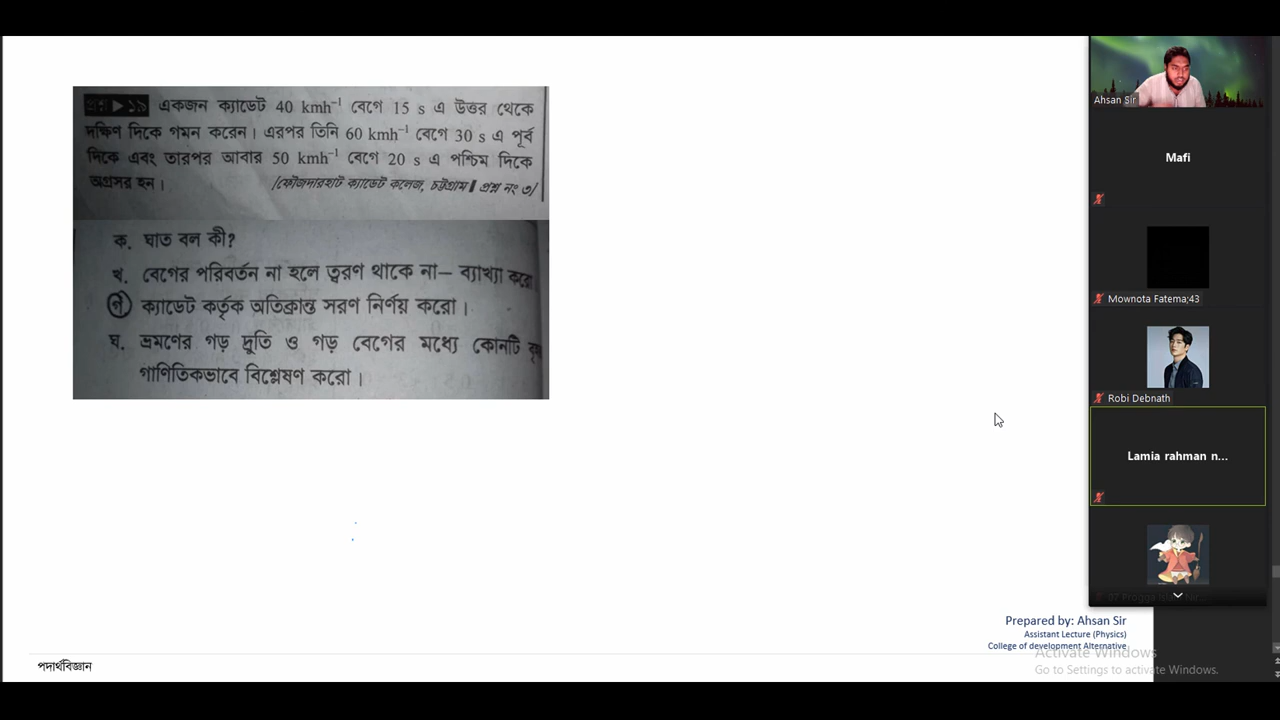 প্রশ্ন ▶ ১৯ একজন ক্যাডেট 40 kmh⁻¹ বেগে 15 s এ উত্তর থেকে
দক্ষিণ দিকে গমন করেন। এরপর তিনি 60 kmh⁻¹ বেগে 30 s এ পূর্ব
দিকে এবং তারপর আবার 50 kmh⁻¹ বেগে 20 s এ পশ্চিম দিকে
অগ্রসর হন।
[ফৌজদারহাট ক্যাডেট কলেজ, চট্টগ্রাম ▌ প্রশ্ন নং ৩]
ক. ঘাত বল কী?
খ. বেগের পরিবর্তন না হলে ত্বরণ থাকে না– ব্যাখ্যা করো
গ ক্যাডেট কর্তৃক অতিক্রান্ত সরণ নির্ণয় করো।
ঘ. ভ্রমণের গড় দ্রুতি ও গড় বেগের মধ্যে কোনটি
গাণিতিকভাবে বিশ্লেষণ করো।
Ahsan Sir
Mafi
Mownota Fatema;43
Robi Debnath
Lamia rahman n...
Prepared by: Ahsan Sir
Assistant Lecture (Physics)
College of development Alternative
Activate Windows
Go to Settings to activate Windows.
পদার্থবিজ্ঞান